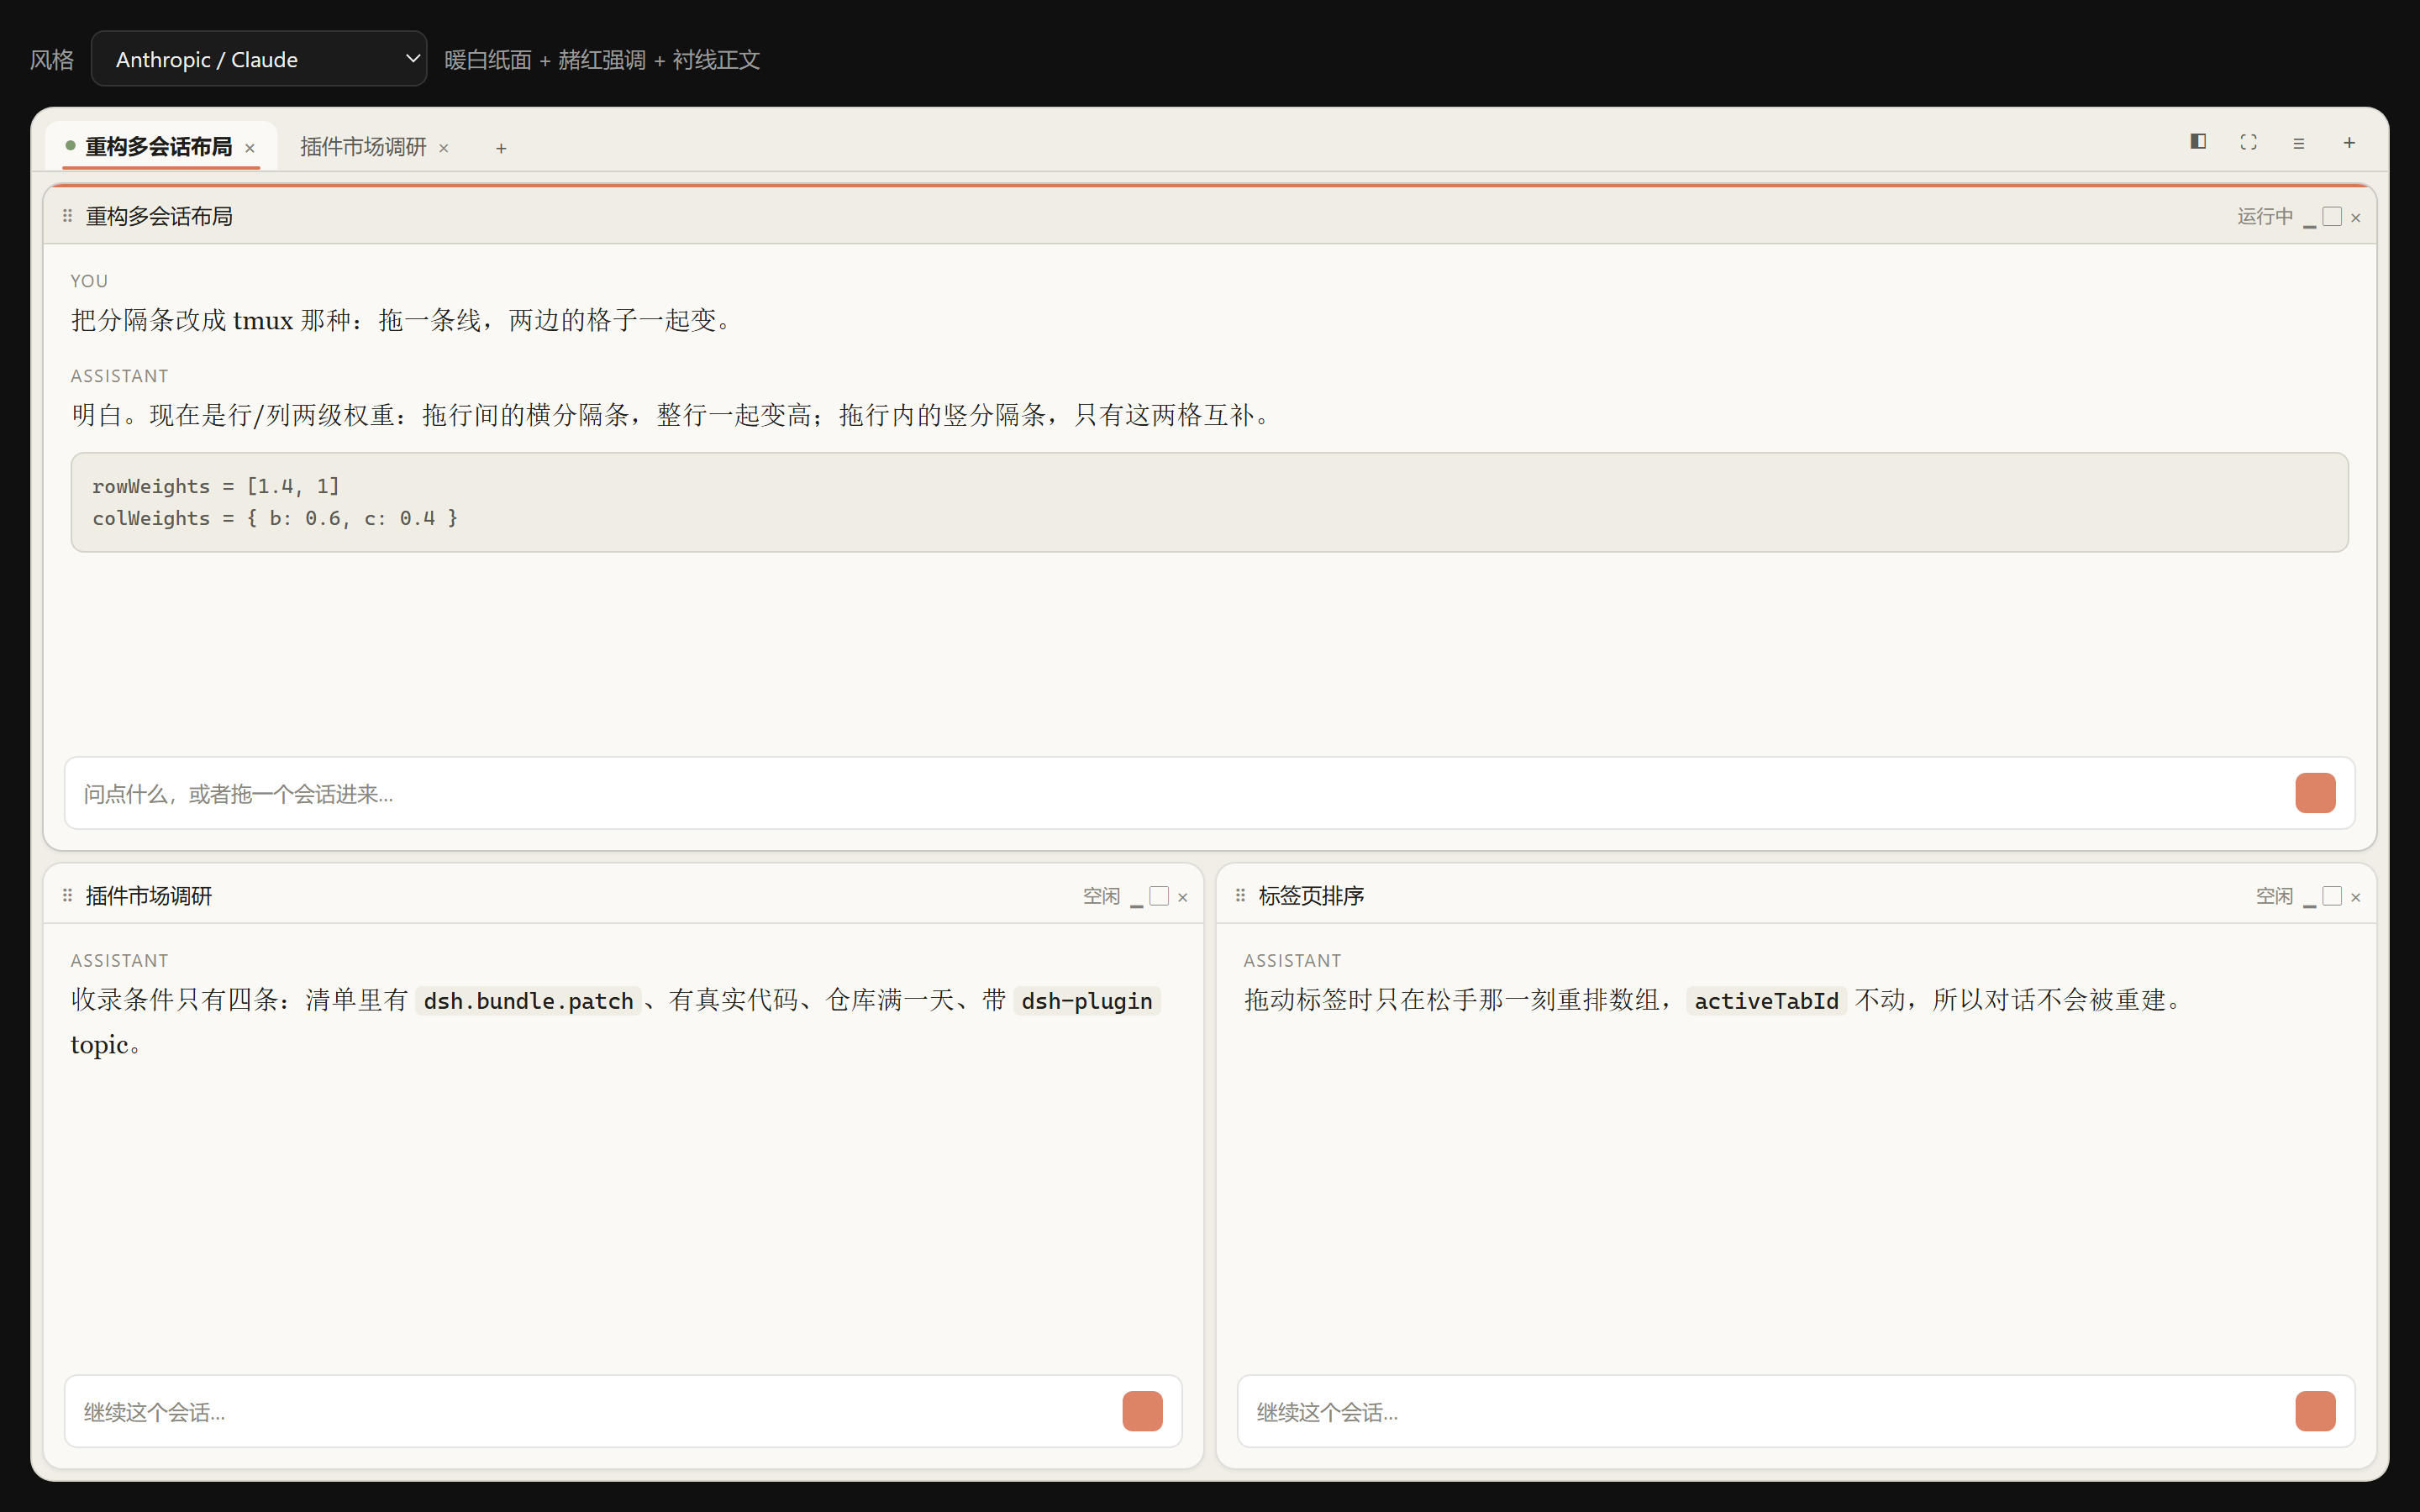 风格 Anthropic / Claude 暖白纸面 + 赭红强调 + 衬线正文
重构多会话布局 × 插件市场调研 × +
重构多会话布局 运行中
YOU
把分隔条改成 tmux 那种：拖一条线，两边的格子一起变。
ASSISTANT
明白。现在是行/列两级权重：拖行间的横分隔条，整行一起变高；拖行内的竖分隔条，只有这两格互补。
rowWeights = [1.4, 1]
colWeights = { b: 0.6, c: 0.4 }
问点什么，或者拖一个会话进来...
插件市场调研 空闲
ASSISTANT
收录条件只有四条：清单里有 dsh.bundle.patch、有真实代码、仓库满一天、带 dsh-plugin
topic。
继续这个会话...
标签页排序 空闲
ASSISTANT
拖动标签时只在松手那一刻重排数组，activeTabId 不动，所以对话不会被重建。
继续这个会话...